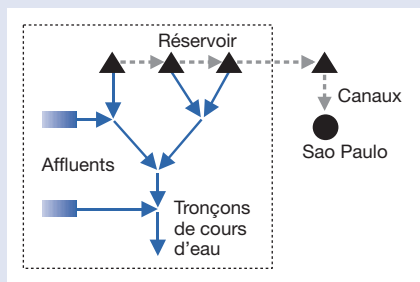 Réservoir
Canaux
Sao Paulo
Affluents
Tronçons
de cours
d'eau